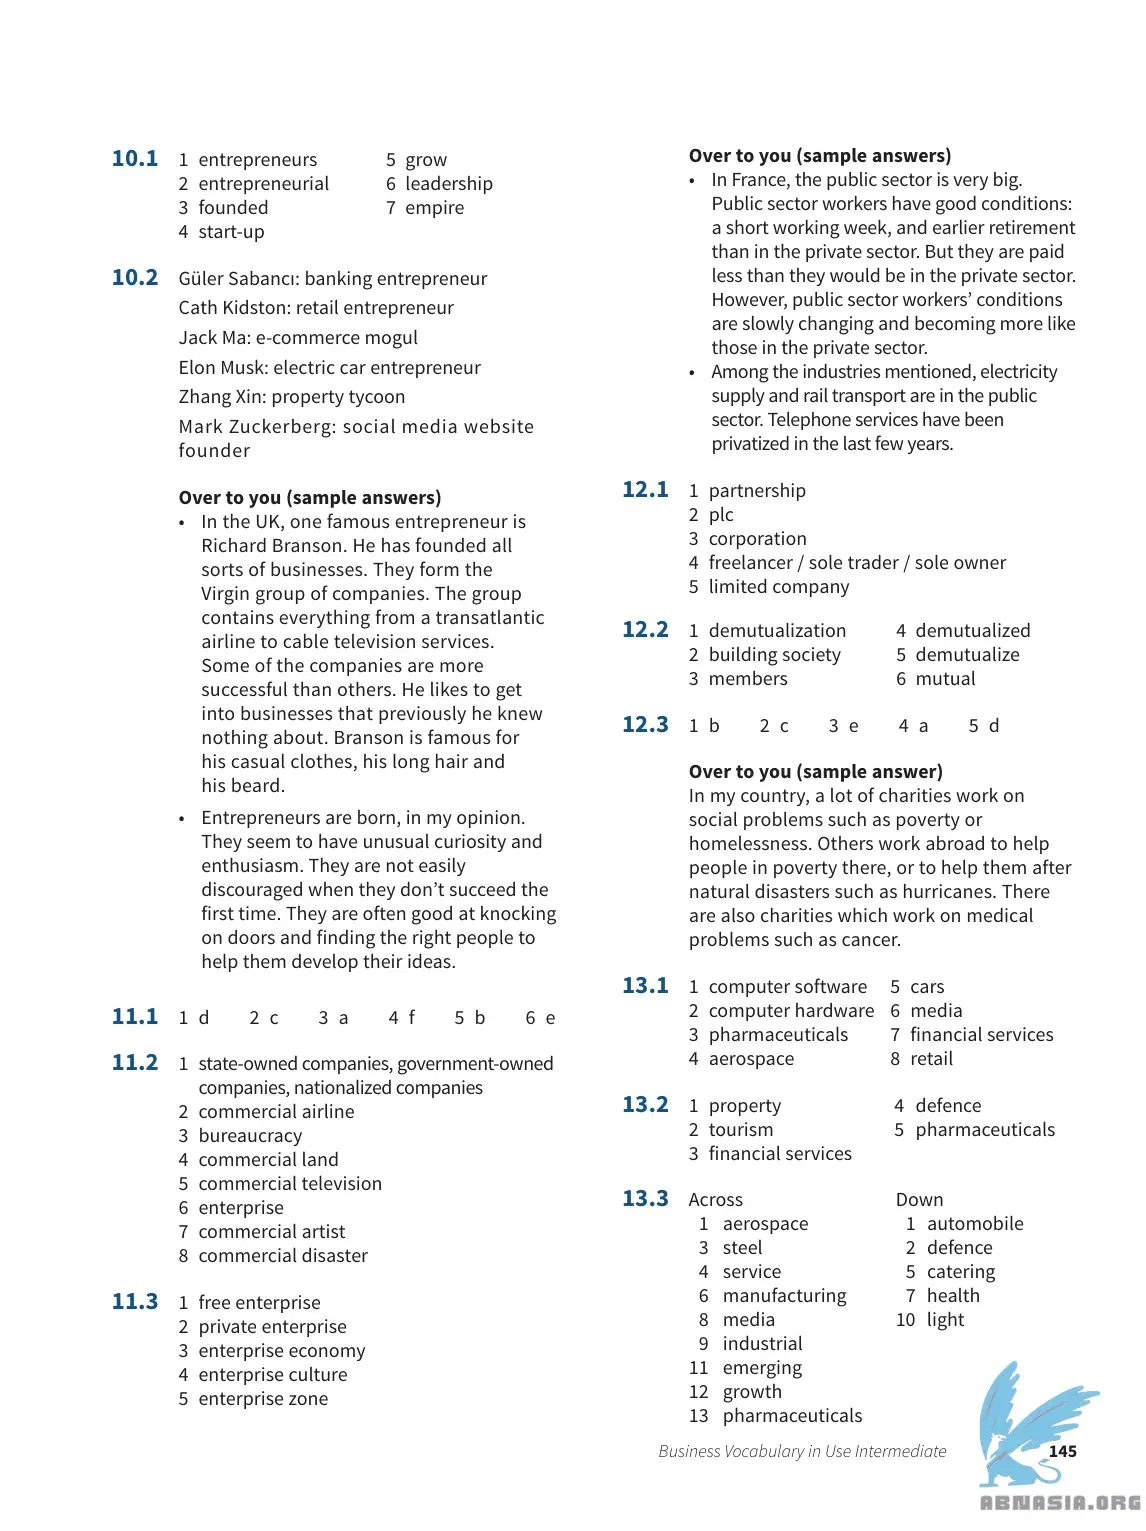 10.1 1 entrepreneurs 5 grow
2 entrepreneurial 6 leadership
3 founded 7 empire
4 start-up
10.2 Güler Sabancı: banking entrepreneur
Cath Kidston: retail entrepreneur
Jack Ma: e-commerce mogul
Elon Musk: electric car entrepreneur
Zhang Xin: property tycoon
Mark Zuckerberg: social media website
founder
Over to you (sample answers)
• In the UK, one famous entrepreneur is
Richard Branson. He has founded all
sorts of businesses. They form the
Virgin group of companies. The group
contains everything from a transatlantic
airline to cable television services.
Some of the companies are more
successful than others. He likes to get
into businesses that previously he knew
nothing about. Branson is famous for
his casual clothes, his long hair and
his beard.
• Entrepreneurs are born, in my opinion.
They seem to have unusual curiosity and
enthusiasm. They are not easily
discouraged when they don’t succeed the
first time. They are often good at knocking
on doors and finding the right people to
help them develop their ideas.
11.1 1 d 2 c 3 a 4 f 5 b 6 e
11.2 1 state-owned companies, government-owned
companies, nationalized companies
2 commercial airline
3 bureaucracy
4 commercial land
5 commercial television
6 enterprise
7 commercial artist
8 commercial disaster
11.3 1 free enterprise
2 private enterprise
3 enterprise economy
4 enterprise culture
5 enterprise zone
Over to you (sample answers)
• In France, the public sector is very big.
Public sector workers have good conditions:
a short working week, and earlier retirement
than in the private sector. But they are paid
less than they would be in the private sector.
However, public sector workers’ conditions
are slowly changing and becoming more like
those in the private sector.
• Among the industries mentioned, electricity
supply and rail transport are in the public
sector. Telephone services have been
privatized in the last few years.
12.1 1 partnership
2 plc
3 corporation
4 freelancer / sole trader / sole owner
5 limited company
12.2 1 demutualization 4 demutualized
2 building society 5 demutualize
3 members 6 mutual
12.3 1 b 2 c 3 e 4 a 5 d
Over to you (sample answer)
In my country, a lot of charities work on
social problems such as poverty or
homelessness. Others work abroad to help
people in poverty there, or to help them after
natural disasters such as hurricanes. There
are also charities which work on medical
problems such as cancer.
13.1 1 computer software 5 cars
2 computer hardware 6 media
3 pharmaceuticals 7 financial services
4 aerospace 8 retail
13.2 1 property 4 defence
2 tourism 5 pharmaceuticals
3 financial services
13.3 Across Down
1 aerospace 1 automobile
3 steel 2 defence
4 service 5 catering
6 manufacturing 7 health
8 media 10 light
9 industrial
11 emerging
12 growth
13 pharmaceuticals
Business Vocabulary in Use Intermediate 145
ABNASIA.ORG